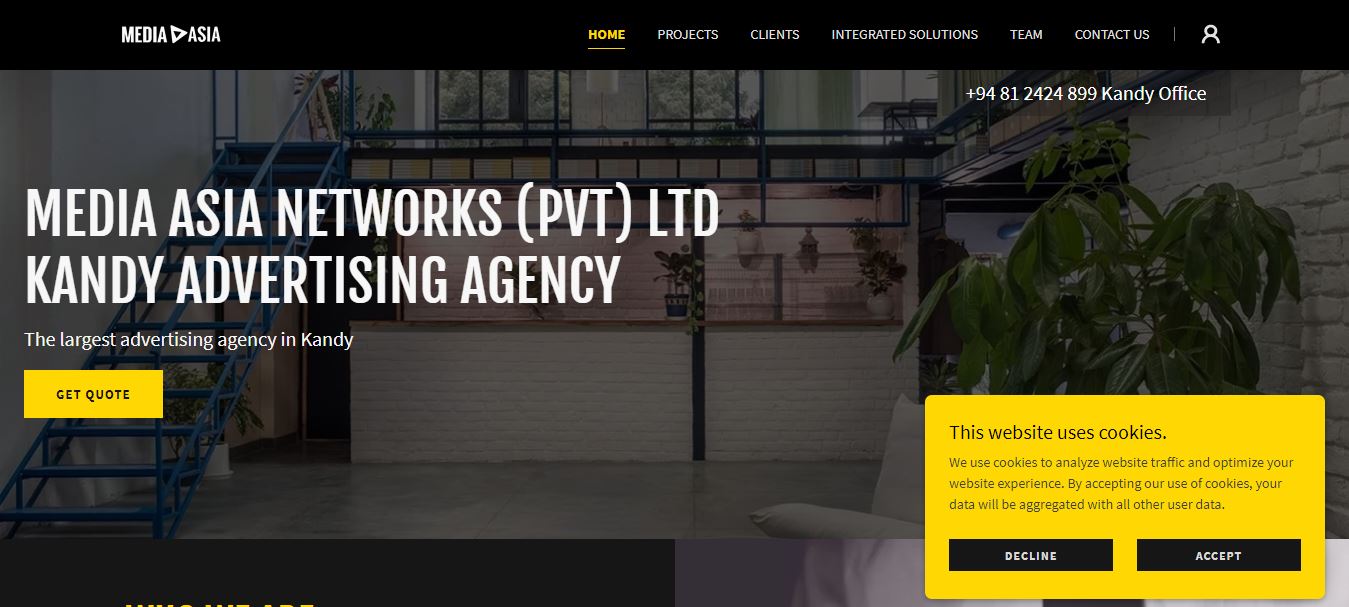 MEDIA ASIA
HOME PROJECTS CLIENTS INTEGRATED SOLUTIONS TEAM CONTACT US
+94 81 2424 899 Kandy Office
MEDIA ASIA NETWORKS (PVT) LTD
KANDY ADVERTISING AGENCY
The largest advertising agency in Kandy
GET QUOTE
This website uses cookies.
We use cookies to analyze website traffic and optimize your
website experience. By accepting our use of cookies, your
data will be aggregated with all other user data.
DECLINE ACCEPT
WHO WE ARE